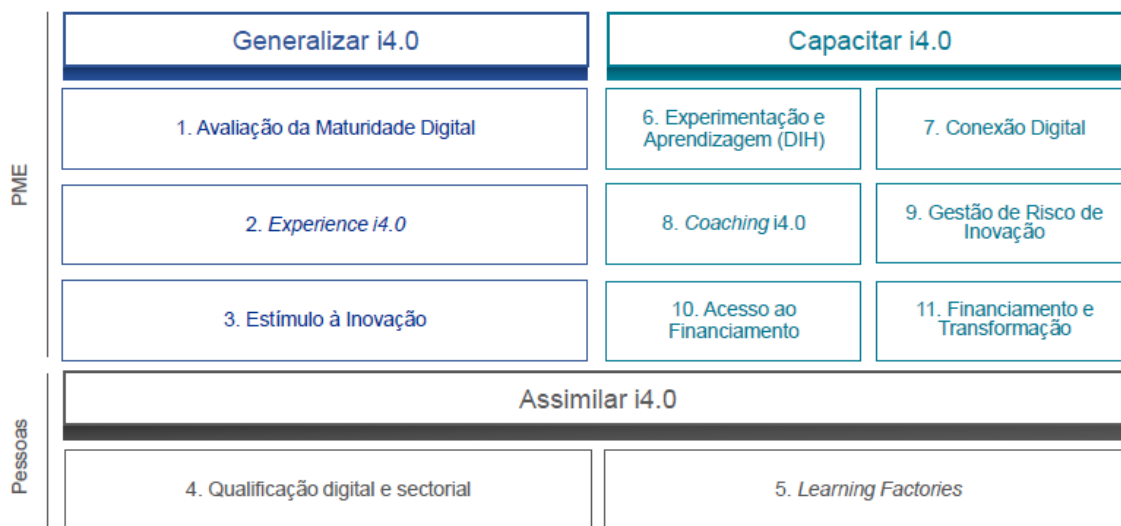 Generalizar i4.0
Capacitar i4.0
PME
1. Avaliação da Maturidade Digital
6. Experimentação e
Aprendizagem (DIH)
7. Conexão Digital
2. Experience i4.0
8. Coaching i4.0
9. Gestão de Risco de
Inovação
3. Estímulo à Inovação
10. Acesso ao
Financiamento
11. Financiamento e
Transformação
Pessoas
Assimilar i4.0
4. Qualificação digital e sectorial
5. Learning Factories